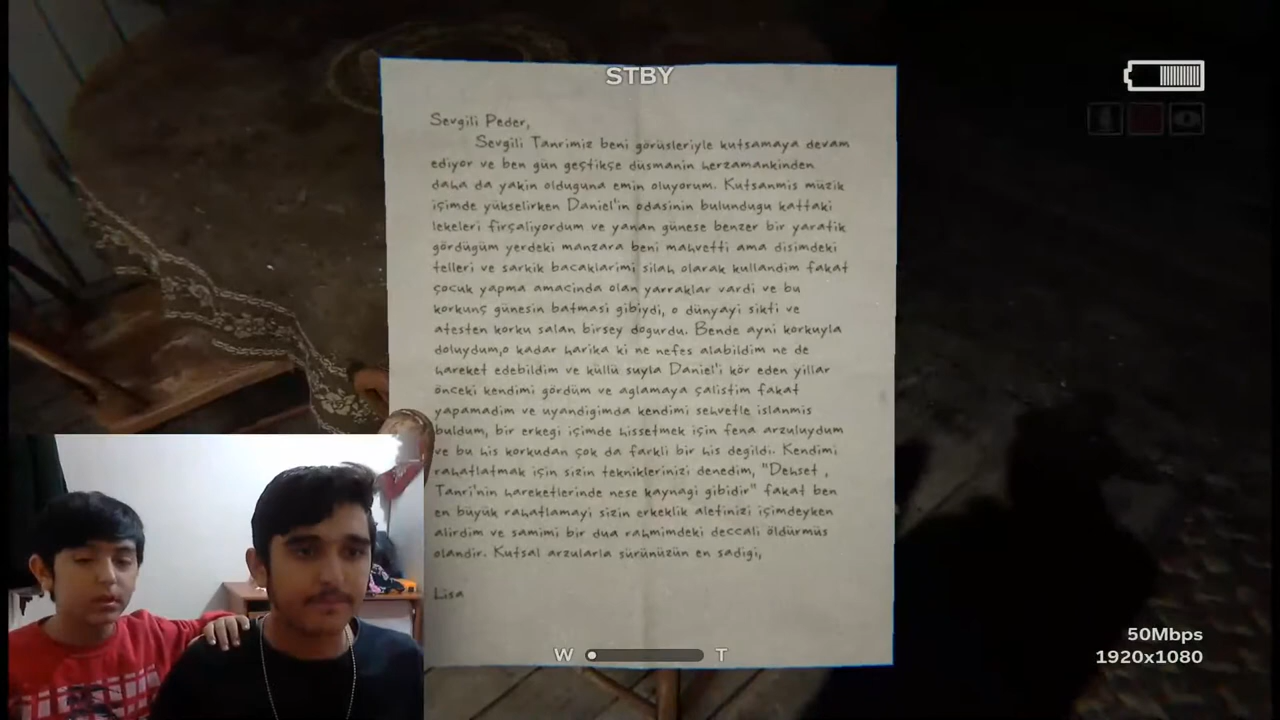 STBY
Sevgili Peder,
Sevgili Tanrimiz beni görüsleriyle kutsamaya devam
ediyor ve ben gün geçtikçe düsmanin herzamankinden
daha da yakin olduguna emin oluyorum. Kutsanmis müzik
içimde yükselirken Daniel'in odasinin bulundugu kattaki
lekeleri firçaliyordum ve yanan günese benzer bir yaratik
gördügüm yerdeki manzara beni mahvetti ama disimdeki
telleri ve sarkik bacaklarimi silah olarak kullandim fakat
çocuk yapma amacinda olan yarraklar vardi ve bu
korkunç günesin batmasi gibiydi, o dünyayi sikti ve
atesten korku salan birsey dogurdu. Bende ayni korkuyla
doluydum,o kadar harika ki ne nefes alabildim ne de
hareket edebildim ve küllü suyla Daniel'i kör eden yillar
önceki kendimi gördüm ve aglamaya çalistim fakat
yapamadim ve uyandigimda kendimi sehvetle islanmis
buldum, bir erkegi içimde hissetmek için fena arzuluydum
ve bu his korkudan çok da farkli bir his degildi. Kendimi
rahatlatmak için sizin tekniklerinizi denedim, "Dehset ,
Tanri'nin hareketlerinde nese kaynagi gibidir" fakat ben
en büyük rahatlamayi sizin erkeklik aletinizi içimdeyken
alirdim ve samimi bir dua rahmimdeki deccali öldürmüs
olandir. Kutsal arzularla sürünüzün en sadigi,
Lisa
W T
50Mbps
1920x1080